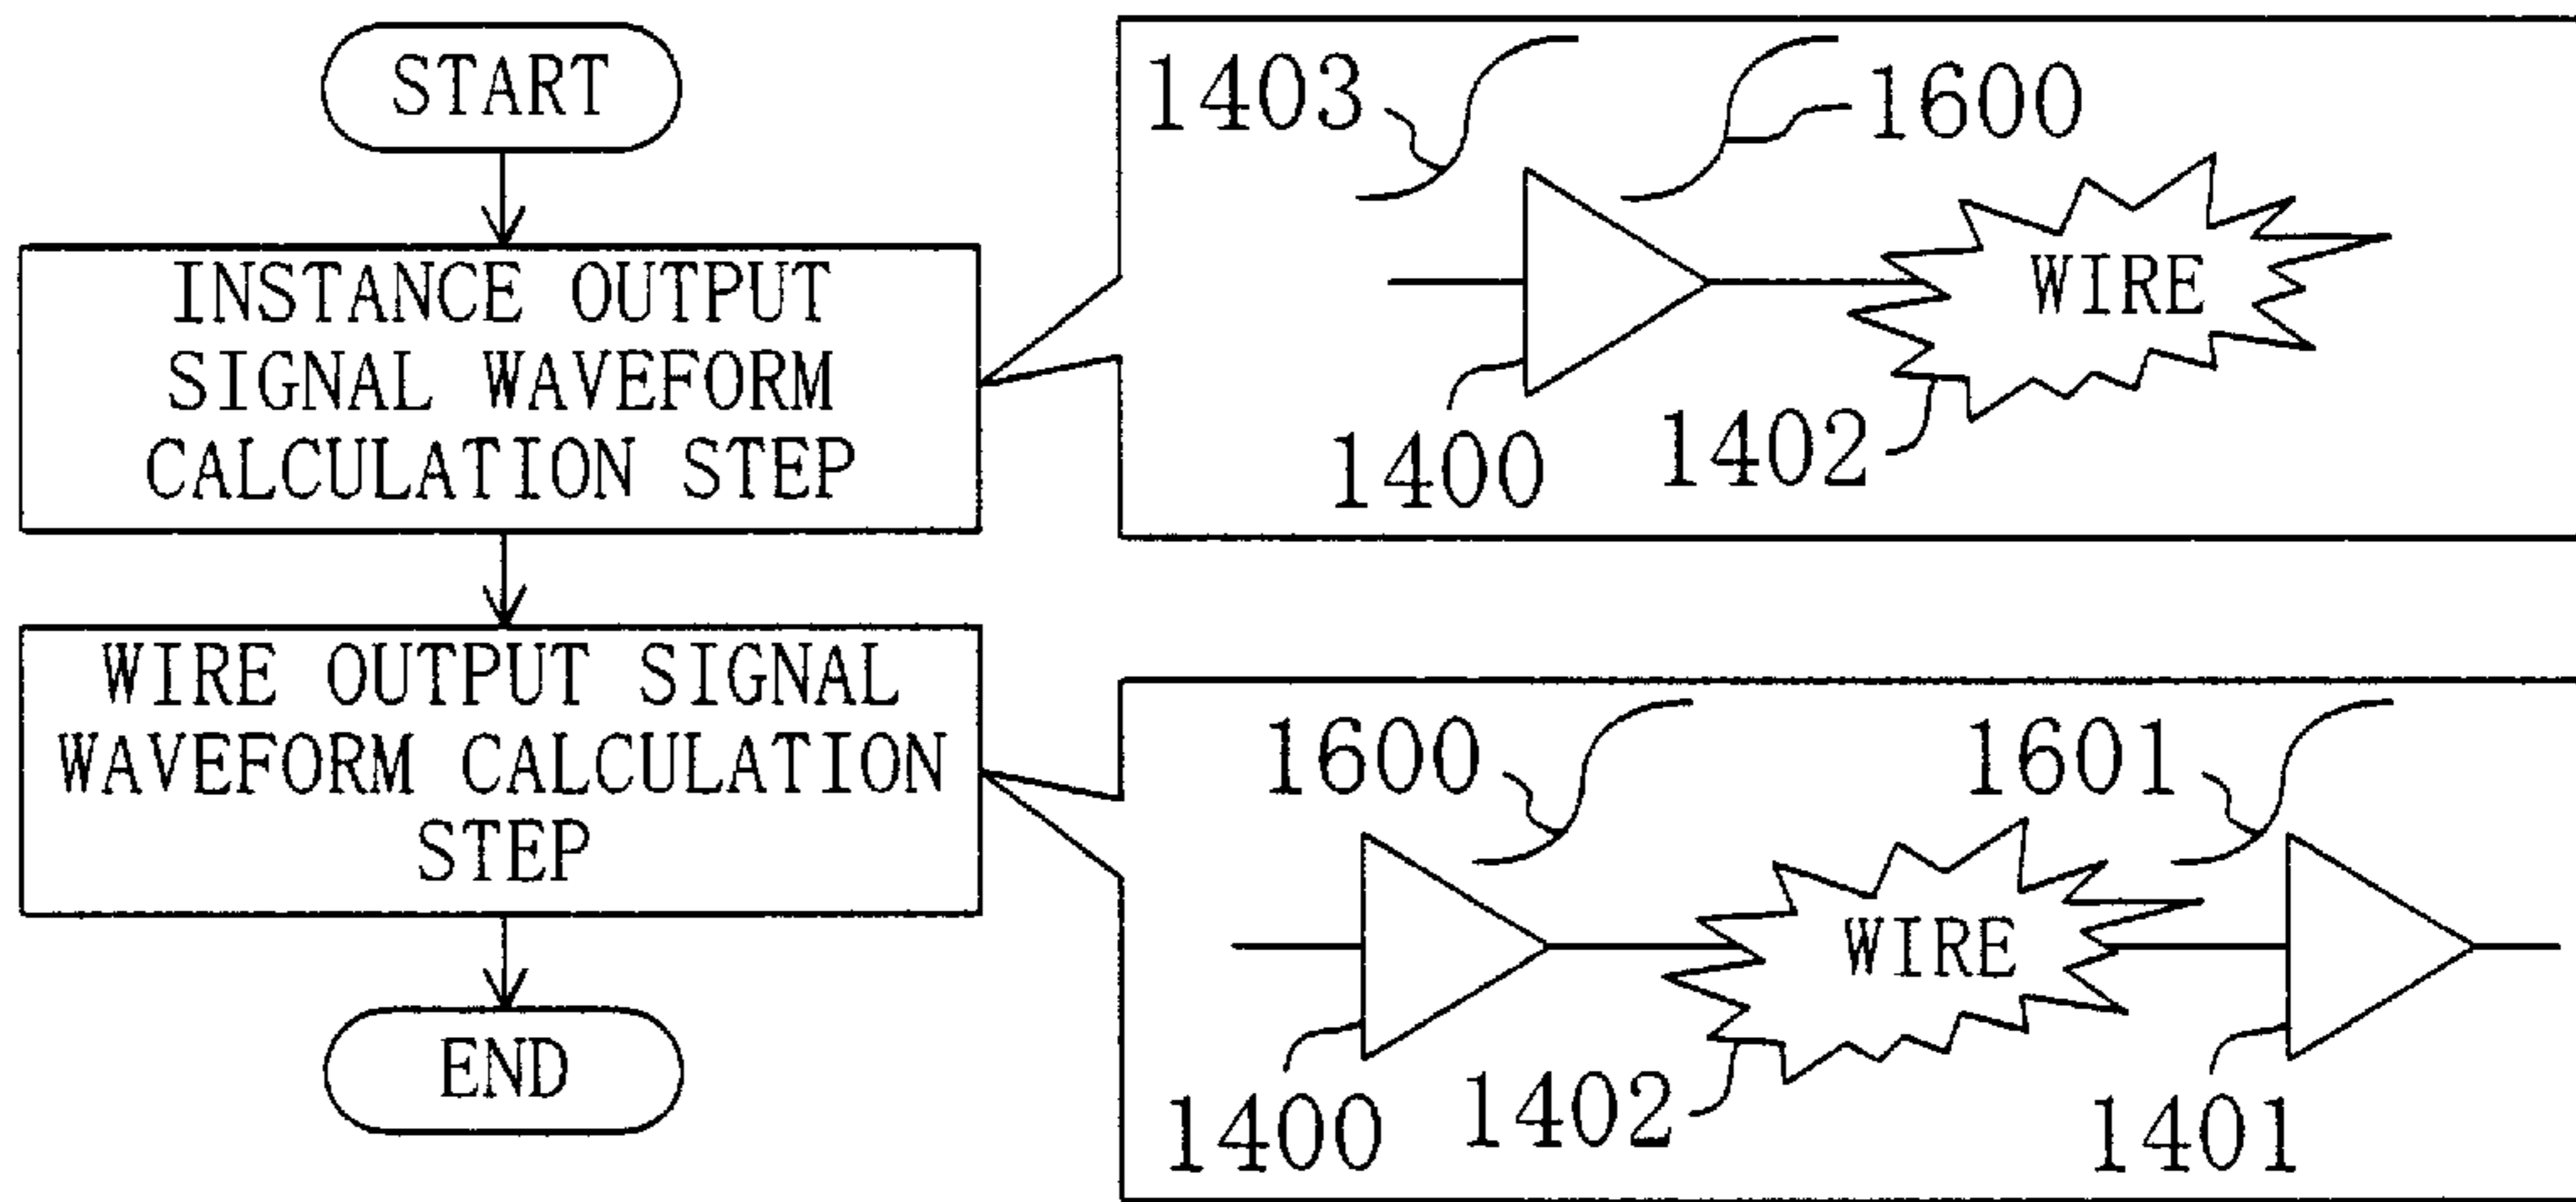 START
INSTANCE OUTPUT
SIGNAL WAVEFORM
CALCULATION STEP
WIRE OUTPUT SIGNAL
WAVEFORM CALCULATION
STEP
END
1403
1600
WIRE
1400
1402
1600
1601
WIRE
1400
1402
1401